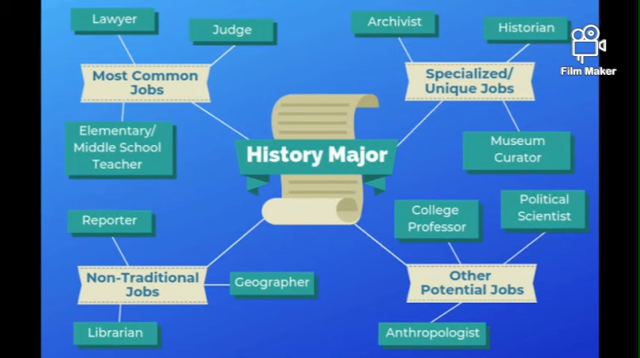 Lawyer
Judge
Most Common
Jobs
Elementary/
Middle School
Teacher
Archivist
Historian
Specialized/
Unique Jobs
Museum
Curator
Film Maker
History Major
Reporter
Non-Traditional
Jobs
Geographer
Librarian
College
Professor
Political
Scientist
Other
Potential Jobs
Anthropologist